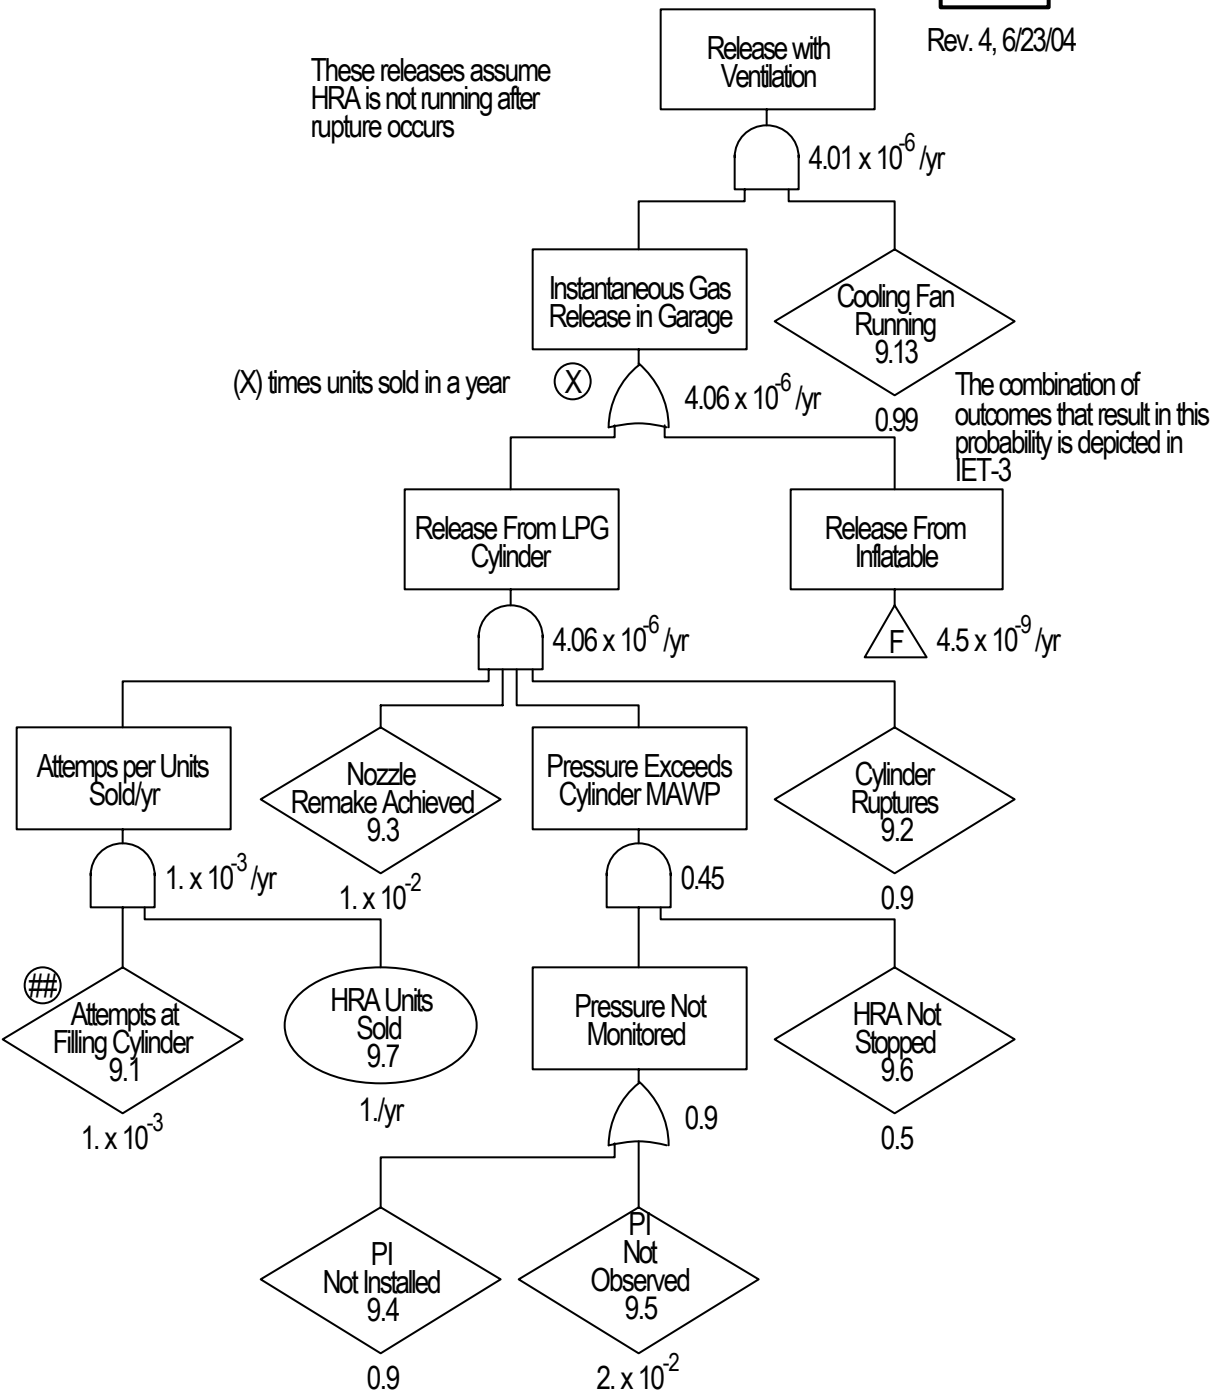 Rev. 4, 6/23/04
Release with
Ventilation
These releases assume
HRA is not running after
rupture occurs
4.01 x 10⁻⁶ /yr
Instantaneous Gas
Release in Garage
Cooling Fan
Running
9.13
0.99
(X) times units sold in a year
X
4.06 x 10⁻⁶ /yr
The combination of
outcomes that result in this
probability is depicted in
IET-3
Release From LPG
Cylinder
Release From
Inflatable
4.06 x 10⁻⁶ /yr
F
4.5 x 10⁻⁹ /yr
Attemps per Units
Sold/yr
Nozzle
Remake Achieved
9.3
Pressure Exceeds
Cylinder MAWP
Cylinder
Ruptures
9.2
1. x 10⁻³ /yr
1. x 10⁻²
0.45
0.9
##
Attempts at
Filling Cylinder
9.1
HRA Units
Sold
9.7
Pressure Not
Monitored
HRA Not
Stopped
9.6
1. x 10⁻³
1./yr
0.9
0.5
PI
Not Installed
9.4
PI
Not
Observed
9.5
0.9
2. x 10⁻²